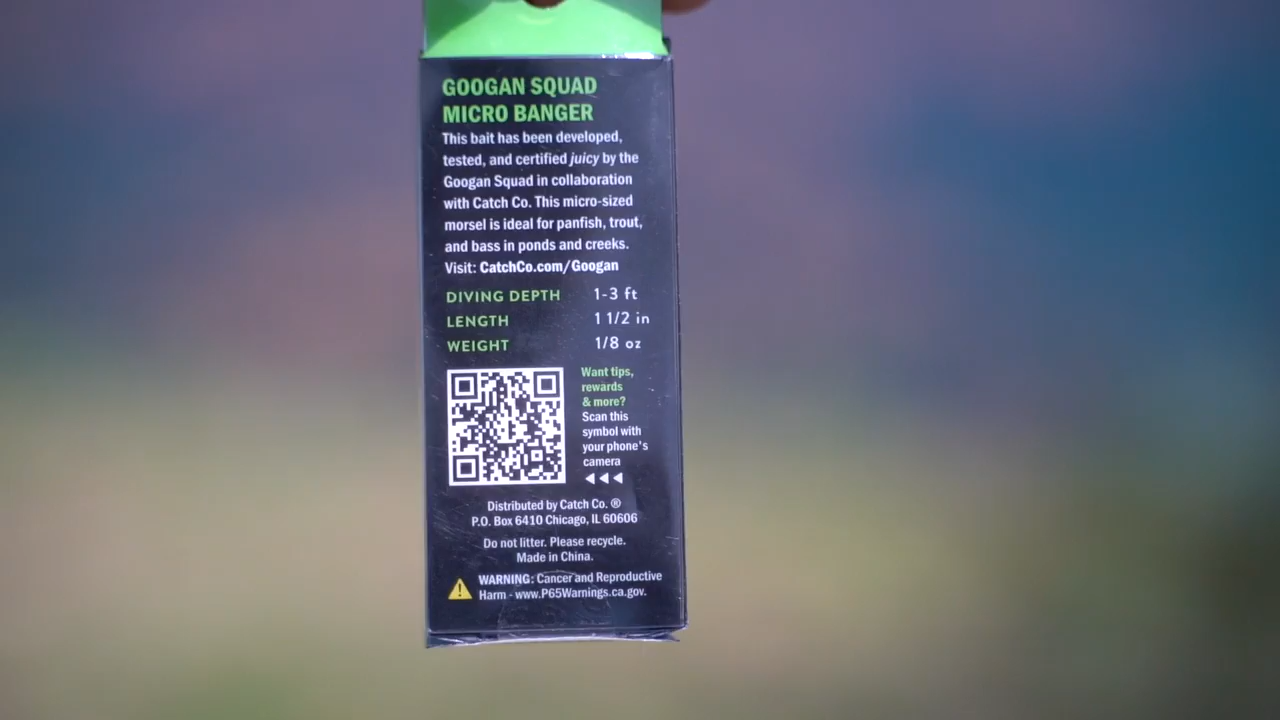 GOOGAN SQUAD
MICRO BANGER
This bait has been developed,
tested, and certified juicy by the
Googan Squad in collaboration
with Catch Co. This micro-sized
morsel is ideal for panfish, trout,
and bass in ponds and creeks.
Visit: CatchCo.com/Googan
DIVING DEPTH 1-3 ft
LENGTH 1 1/2 in
WEIGHT 1/8 oz
Want tips,
rewards
& more?
Scan this
symbol with
your phone's
camera
Distributed by Catch Co. ®
P.O. Box 6410 Chicago, IL 60606
Do not litter. Please recycle.
Made in China.
WARNING: Cancer and Reproductive
Harm - www.P65Warnings.ca.gov.